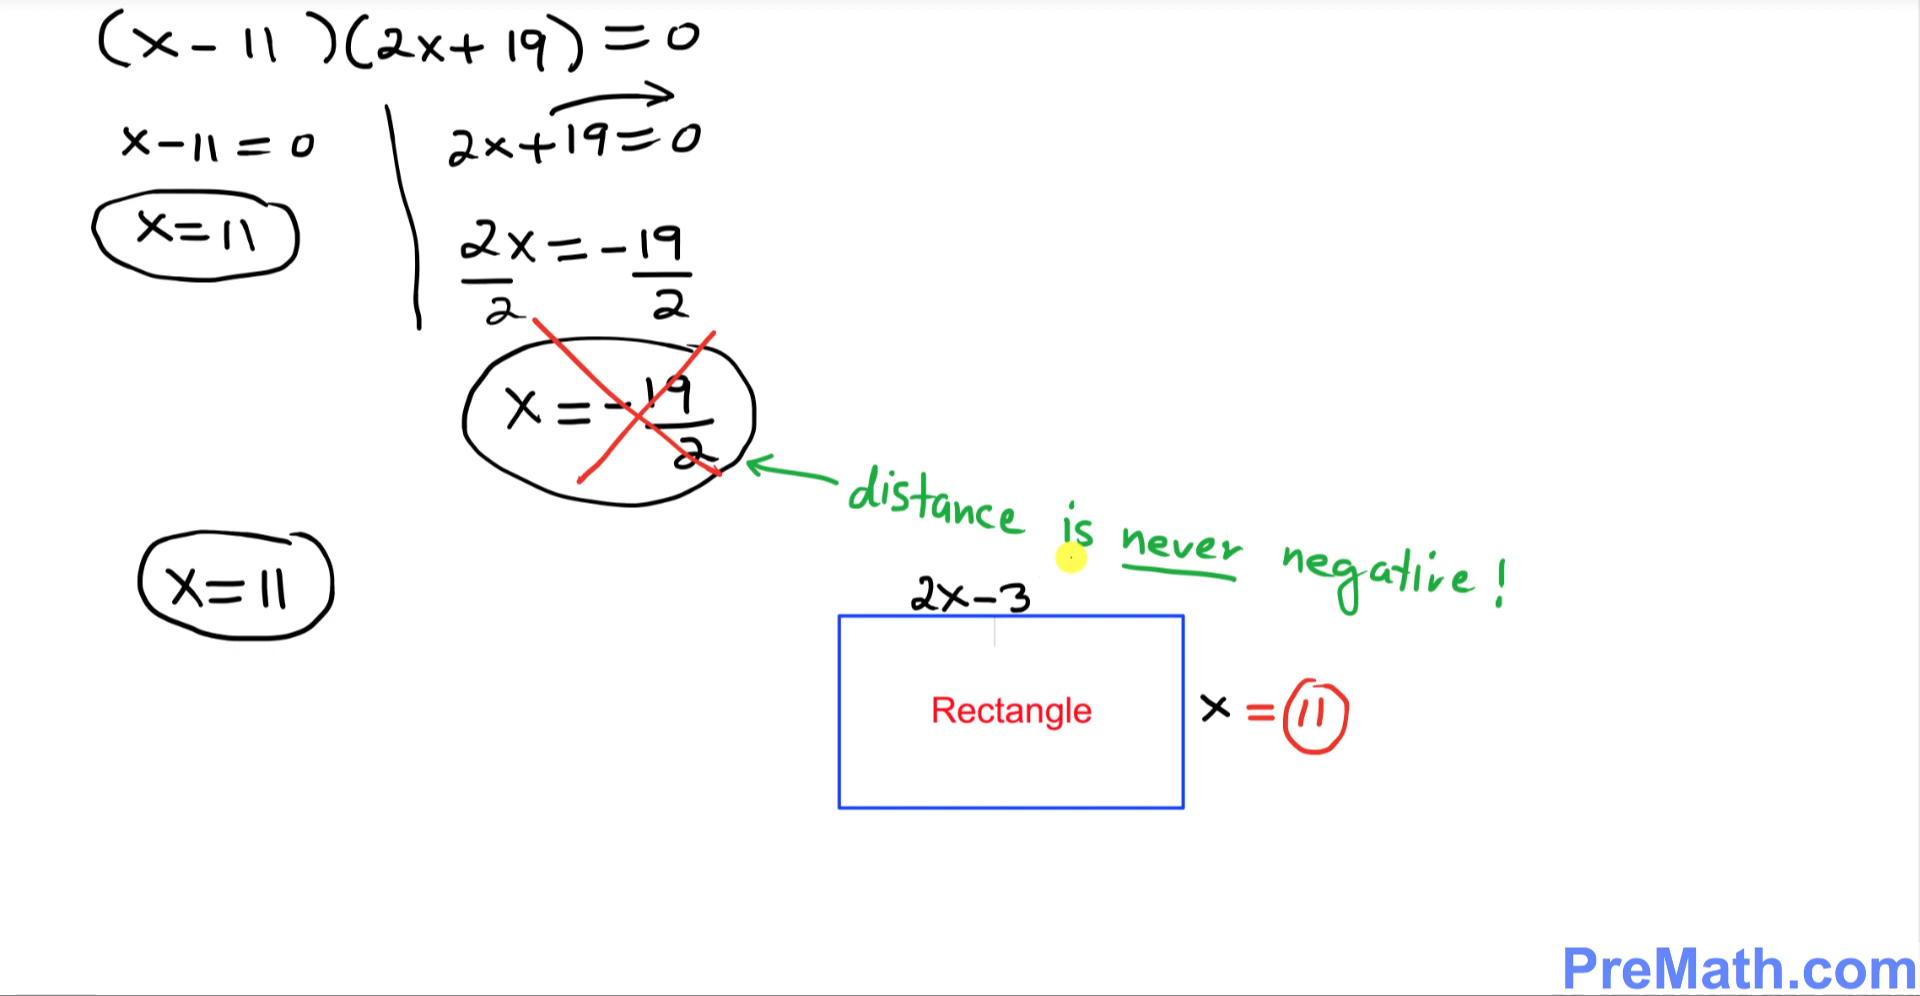 (x-11)(2x+19)=0
x-11=0
2x+19=0
x=11
2x=-19
2 2
x=-19/2
distance is never negative!
x=11
2x-3
Rectangle
x=11
PreMath.com